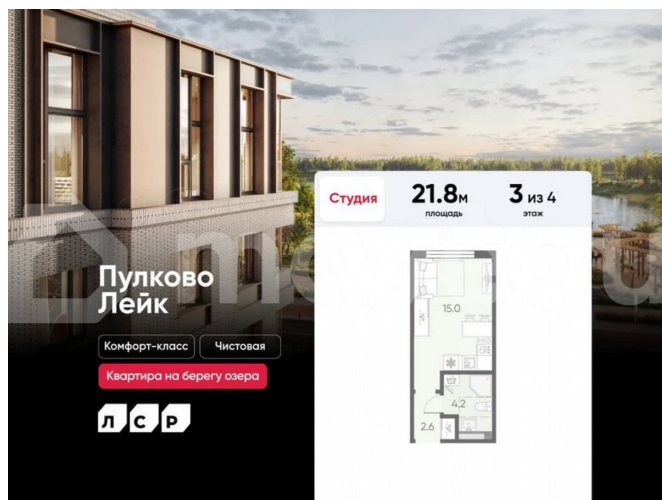 Студия
21.8м
площадь
3 из 4
этаж
Пулково
Лейк
Комфорт-класс
Чистовая
Квартира на берегу озера
ЛСР
15.0
4.2
2.6